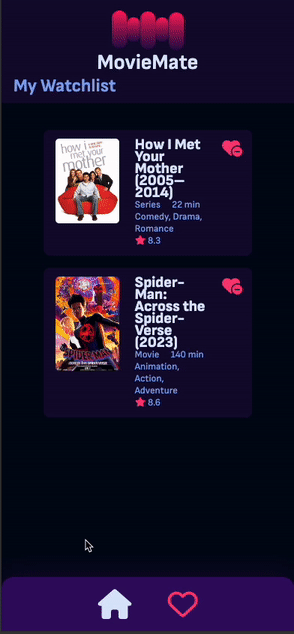 MovieMate
My Watchlist
how i
met your
mother
How I Met
Your
Mother
(2005–
2014)
Series 22 min
Comedy, Drama,
Romance
8.3
Spider-
Man:
Across the
Spider-
Verse
(2023)
Movie 140 min
Animation,
Action,
Adventure
8.6